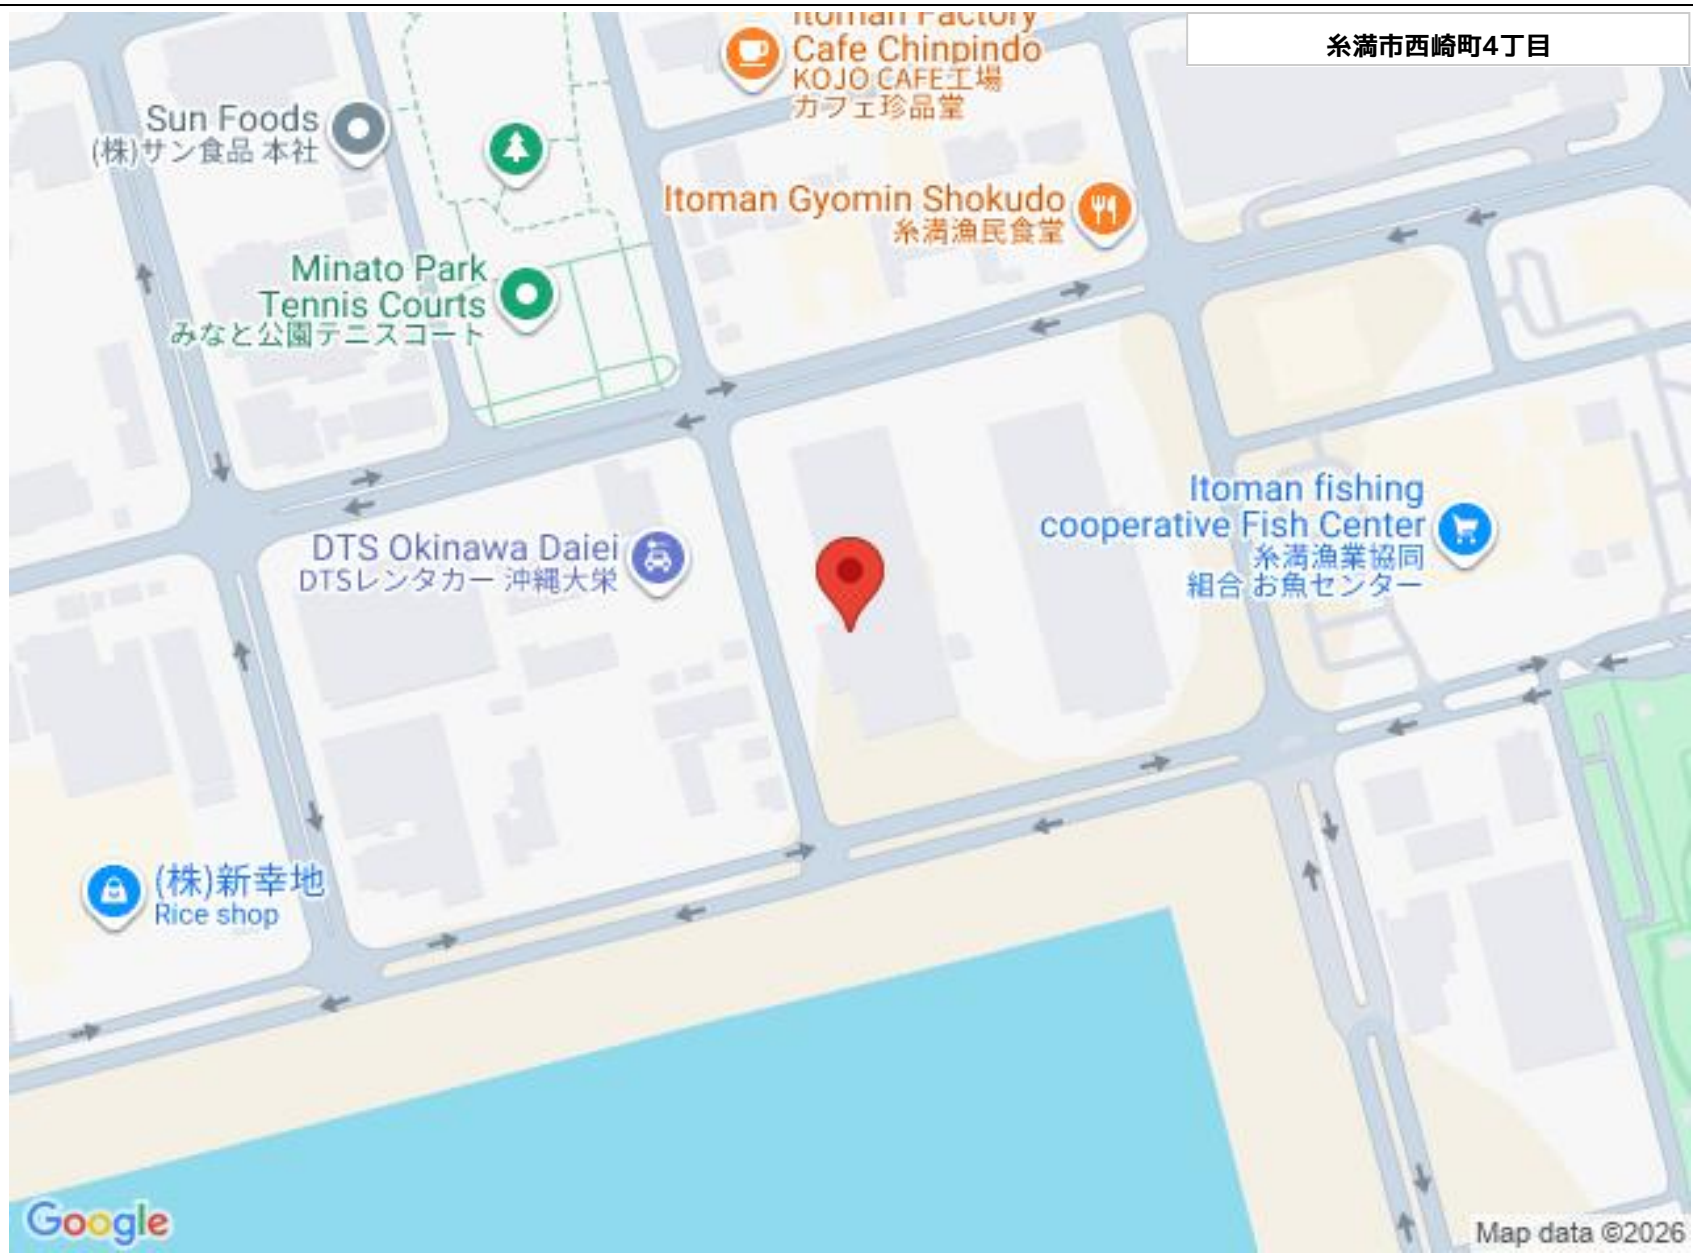 Itoman Factory
Cafe Chinpindo
KOJO CAFE工場
カフェ珍品堂
糸満市西崎町4丁目
Sun Foods
(株)サン食品 本社
Itoman Gyomin Shokudo
糸満漁民食堂
Minato Park
Tennis Courts
みなと公園テニスコート
Itoman fishing
cooperative Fish Center
糸満漁業協同
組合 お魚センター
DTS Okinawa Daiei
DTSレンタカー 沖縄大栄
(株)新幸地
Rice shop
Google
Map data ©2026